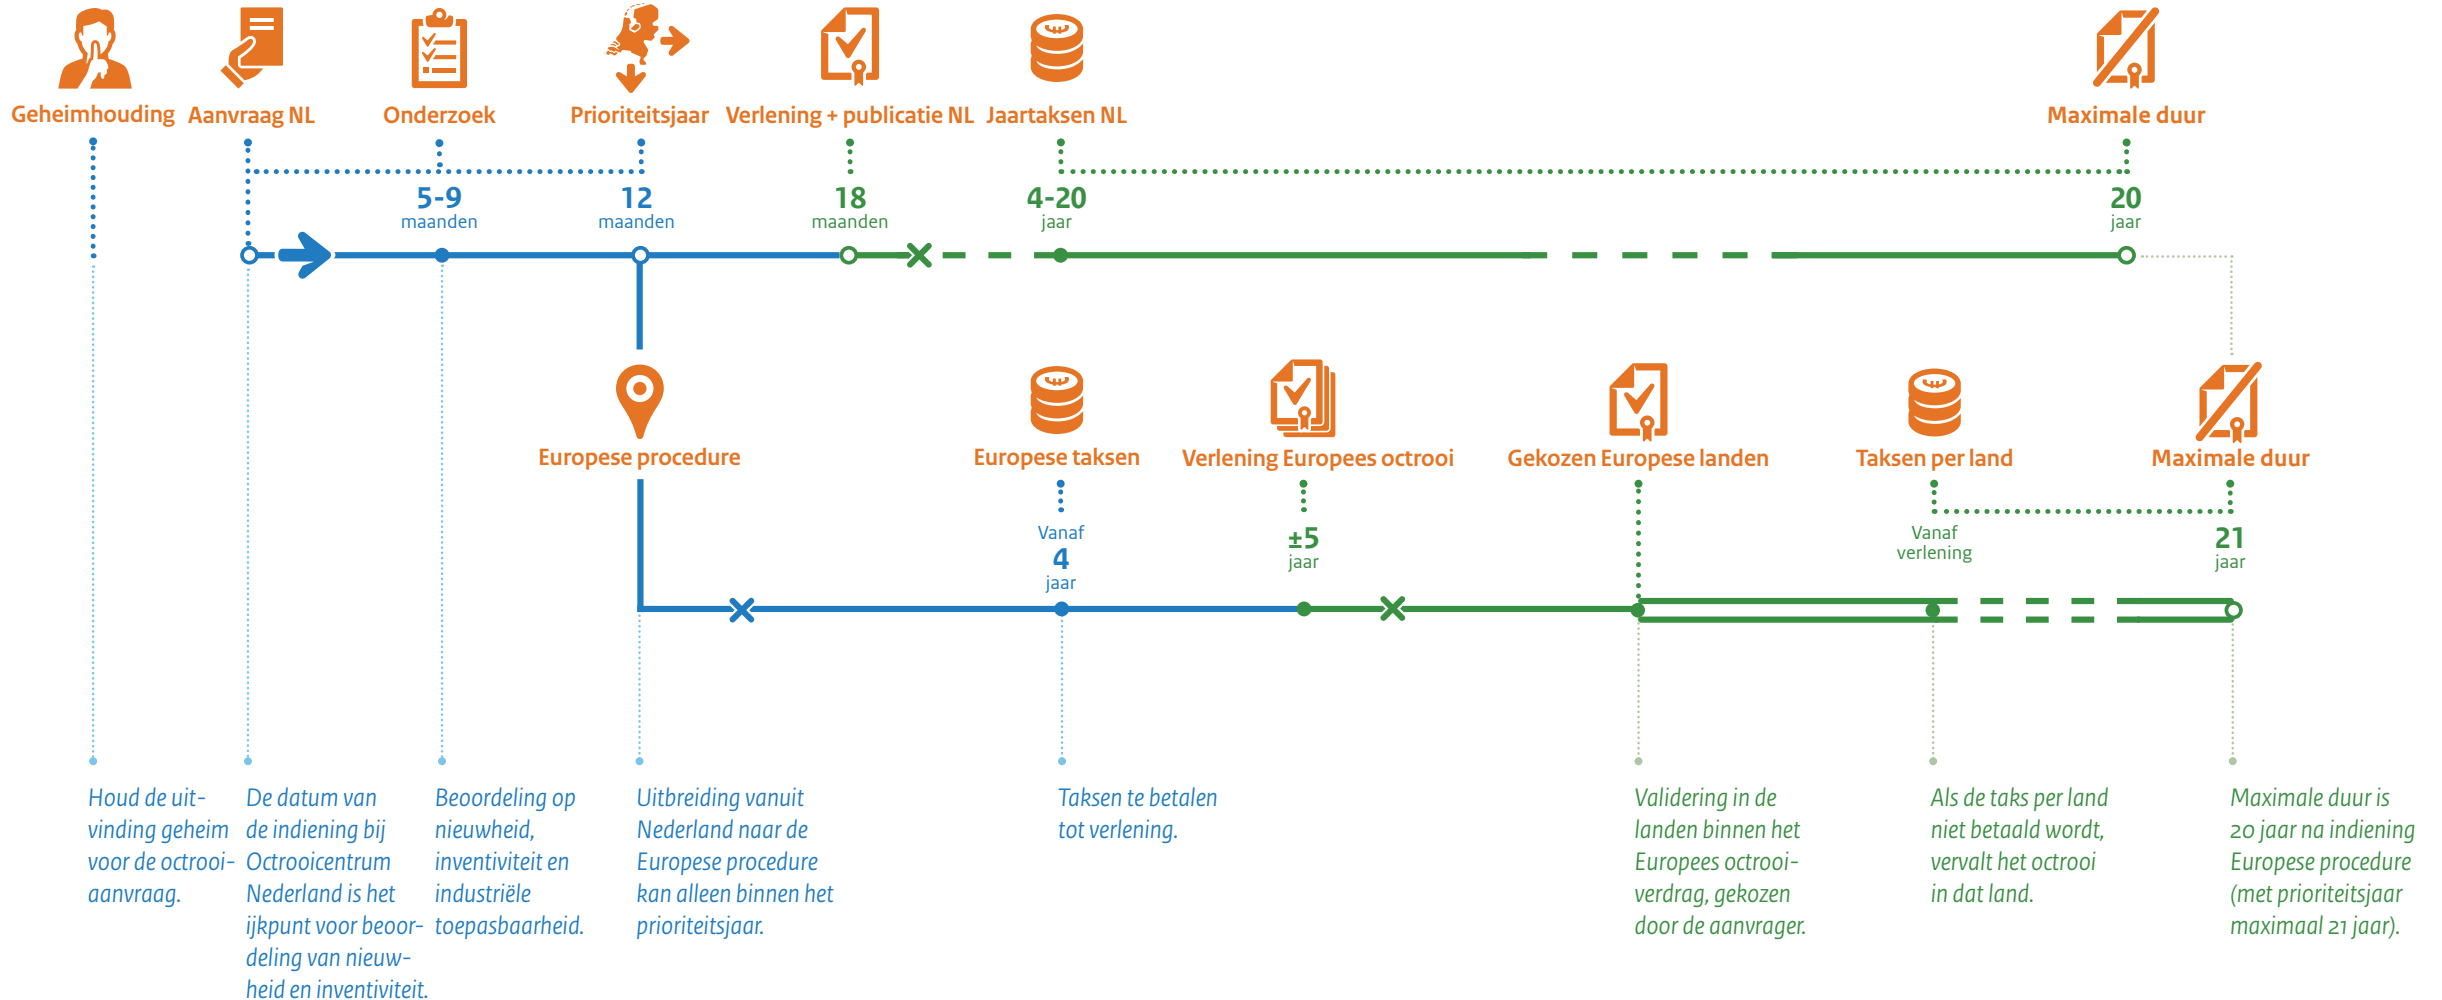 Geheimhouding
Aanvraag NL
Onderzoek
Prioriteitsjaar
Verlening + publicatie NL
Jaartaksen NL
Maximale duur
5-9
maanden
12
maanden
18
maanden
4-20
jaar
20
jaar
Europese procedure
Europese taksen
Verlening Europees octrooi
Gekozen Europese landen
Taksen per land
Maximale duur
Vanaf
4
jaar
±5
jaar
Vanaf
verlening
21
jaar
Houd de uit-
vinding geheim
voor de octrooi-
aanvraag.
De datum van
de indiening bij
Octrooicentrum
Nederland is het
ijkpunt voor beoor-
deling van nieuw-
heid en inventiviteit.
Beoordeling op
nieuwheid,
inventiviteit en
industriële
toepasbaarheid.
Uitbreiding vanuit
Nederland naar de
Europese procedure
kan alleen binnen het
prioriteitsjaar.
Taksen te betalen
tot verlening.
Validering in de
landen binnen het
Europees octrooi-
verdrag, gekozen
door de aanvrager.
Als de taks per land
niet betaald wordt,
vervalt het octrooi
in dat land.
Maximale duur is
20 jaar na indiening
Europese procedure
(met prioriteitsjaar
maximaal 21 jaar).